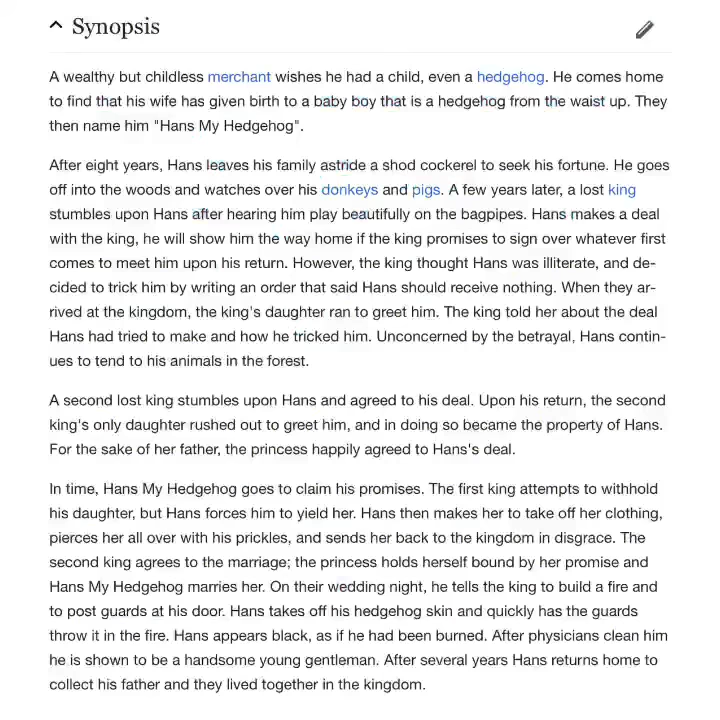 Synopsis
A wealthy but childless merchant wishes he had a child, even a hedgehog. He comes home
to find that his wife has given birth to a baby boy that is a hedgehog from the waist up. They
then name him "Hans My Hedgehog".
After eight years, Hans leaves his family astride a shod cockerel to seek his fortune. He goes
off into the woods and watches over his donkeys and pigs. A few years later, a lost king
stumbles upon Hans after hearing him play beautifully on the bagpipes. Hans makes a deal
with the king, he will show him the way home if the king promises to sign over whatever first
comes to meet him upon his return. However, the king thought Hans was illiterate, and de-
cided to trick him by writing an order that said Hans should receive nothing. When they ar-
rived at the kingdom, the king's daughter ran to greet him. The king told her about the deal
Hans had tried to make and how he tricked him. Unconcerned by the betrayal, Hans contin-
ues to tend to his animals in the forest.
A second lost king stumbles upon Hans and agreed to his deal. Upon his return, the second
king's only daughter rushed out to greet him, and in doing so became the property of Hans.
For the sake of her father, the princess happily agreed to Hans's deal.
In time, Hans My Hedgehog goes to claim his promises. The first king attempts to withhold
his daughter, but Hans forces him to yield her. Hans then makes her to take off her clothing,
pierces her all over with his prickles, and sends her back to the kingdom in disgrace. The
second king agrees to the marriage; the princess holds herself bound by her promise and
Hans My Hedgehog marries her. On their wedding night, he tells the king to build a fire and
to post guards at his door. Hans takes off his hedgehog skin and quickly has the guards
throw it in the fire. Hans appears black, as if he had been burned. After physicians clean him
he is shown to be a handsome young gentleman. After several years Hans returns home to
collect his father and they lived together in the kingdom.